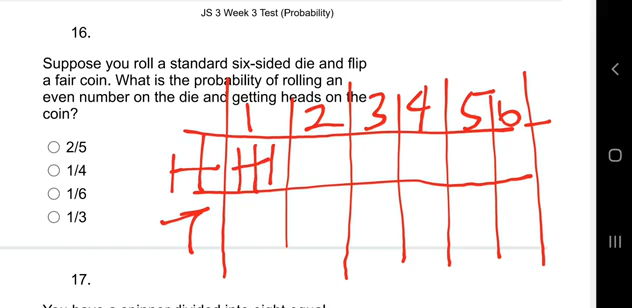 JS 3 Week 3 Test (Probability)
16.
Suppose you roll a standard six-sided die and flip
a fair coin. What is the probability of rolling an
even number on the die and getting heads on the
coin?
1 2 3 4 5 6
2/5
H
1/4
1/6
1/3
T
17.